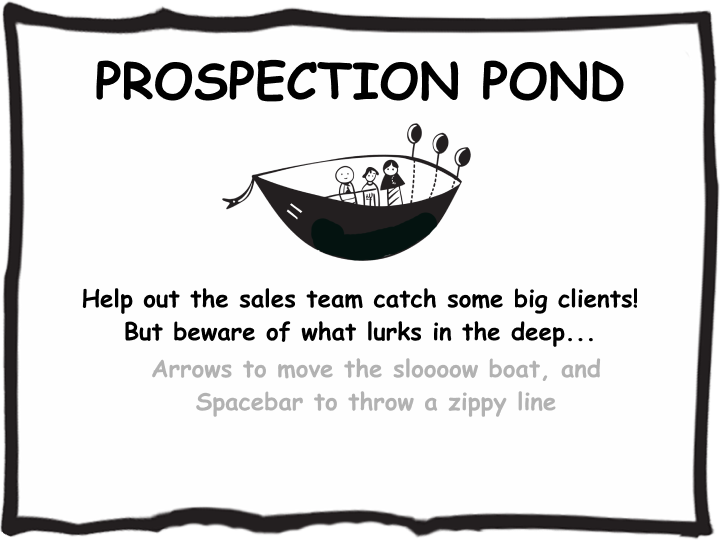 PROSPECTION POND
Help out the sales team catch some big clients!
But beware of what lurks in the deep...
Arrows to move the sloooow boat, and
Spacebar to throw a zippy line